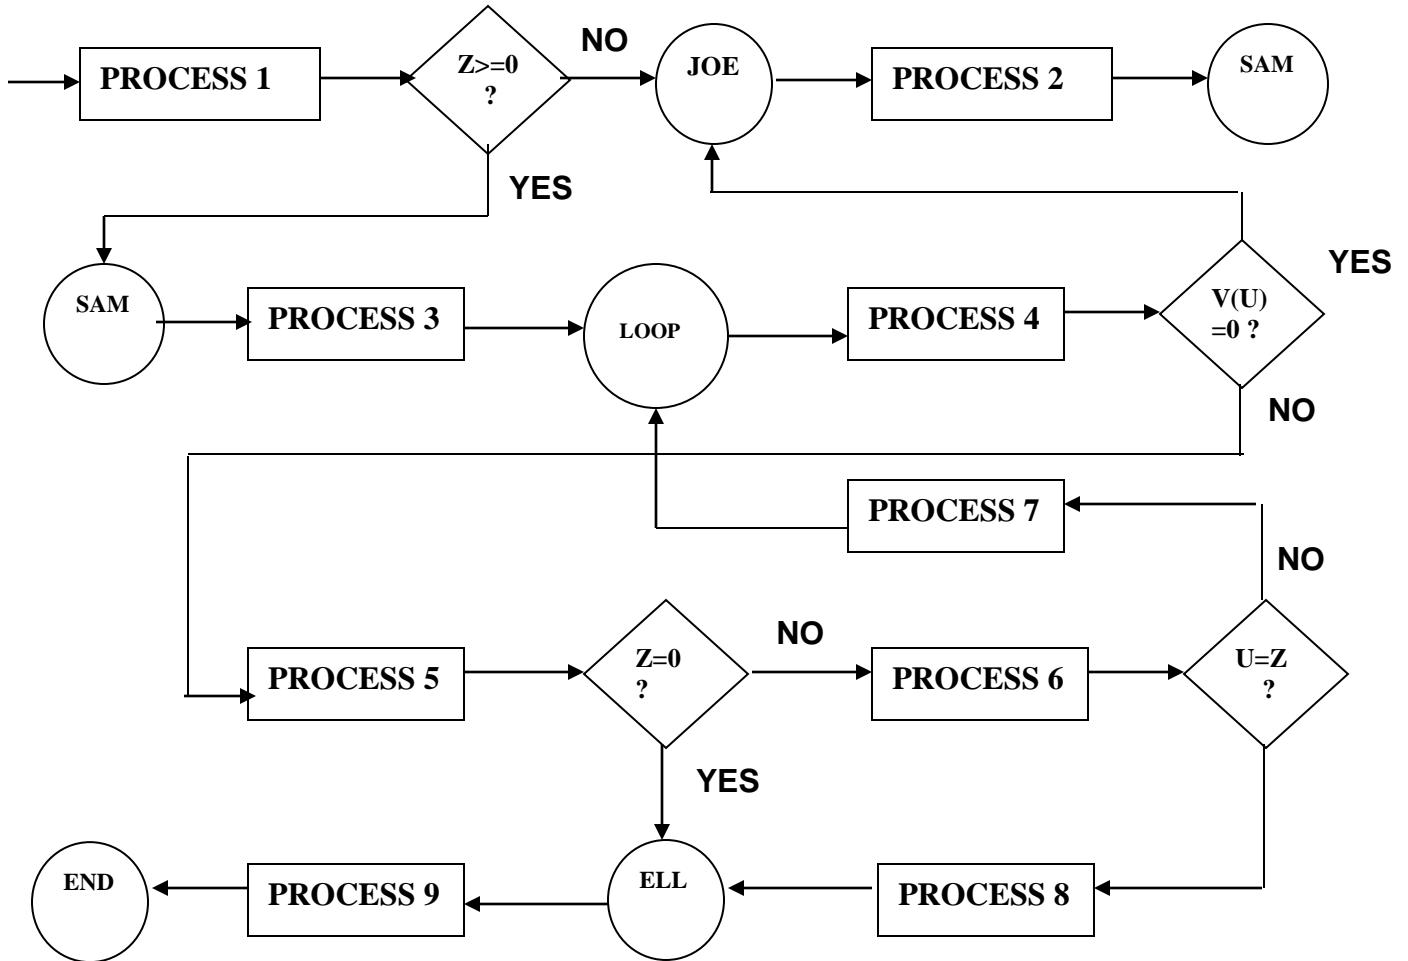 PROCESS 1
Z>=0
?
NO
JOE
PROCESS 2
SAM
YES
SAM
PROCESS 3
LOOP
PROCESS 4
V(U)
=0 ?
YES
NO
PROCESS 7
NO
PROCESS 5
Z=0
?
NO
PROCESS 6
U=Z
?
YES
END
PROCESS 9
ELL
PROCESS 8